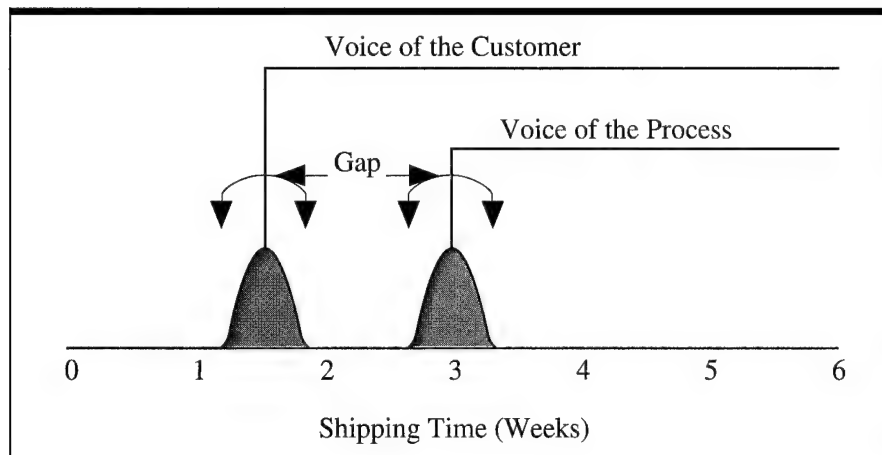 Voice of the Customer
Voice of the Process
Gap
0 1 2 3 4 5 6
Shipping Time (Weeks)